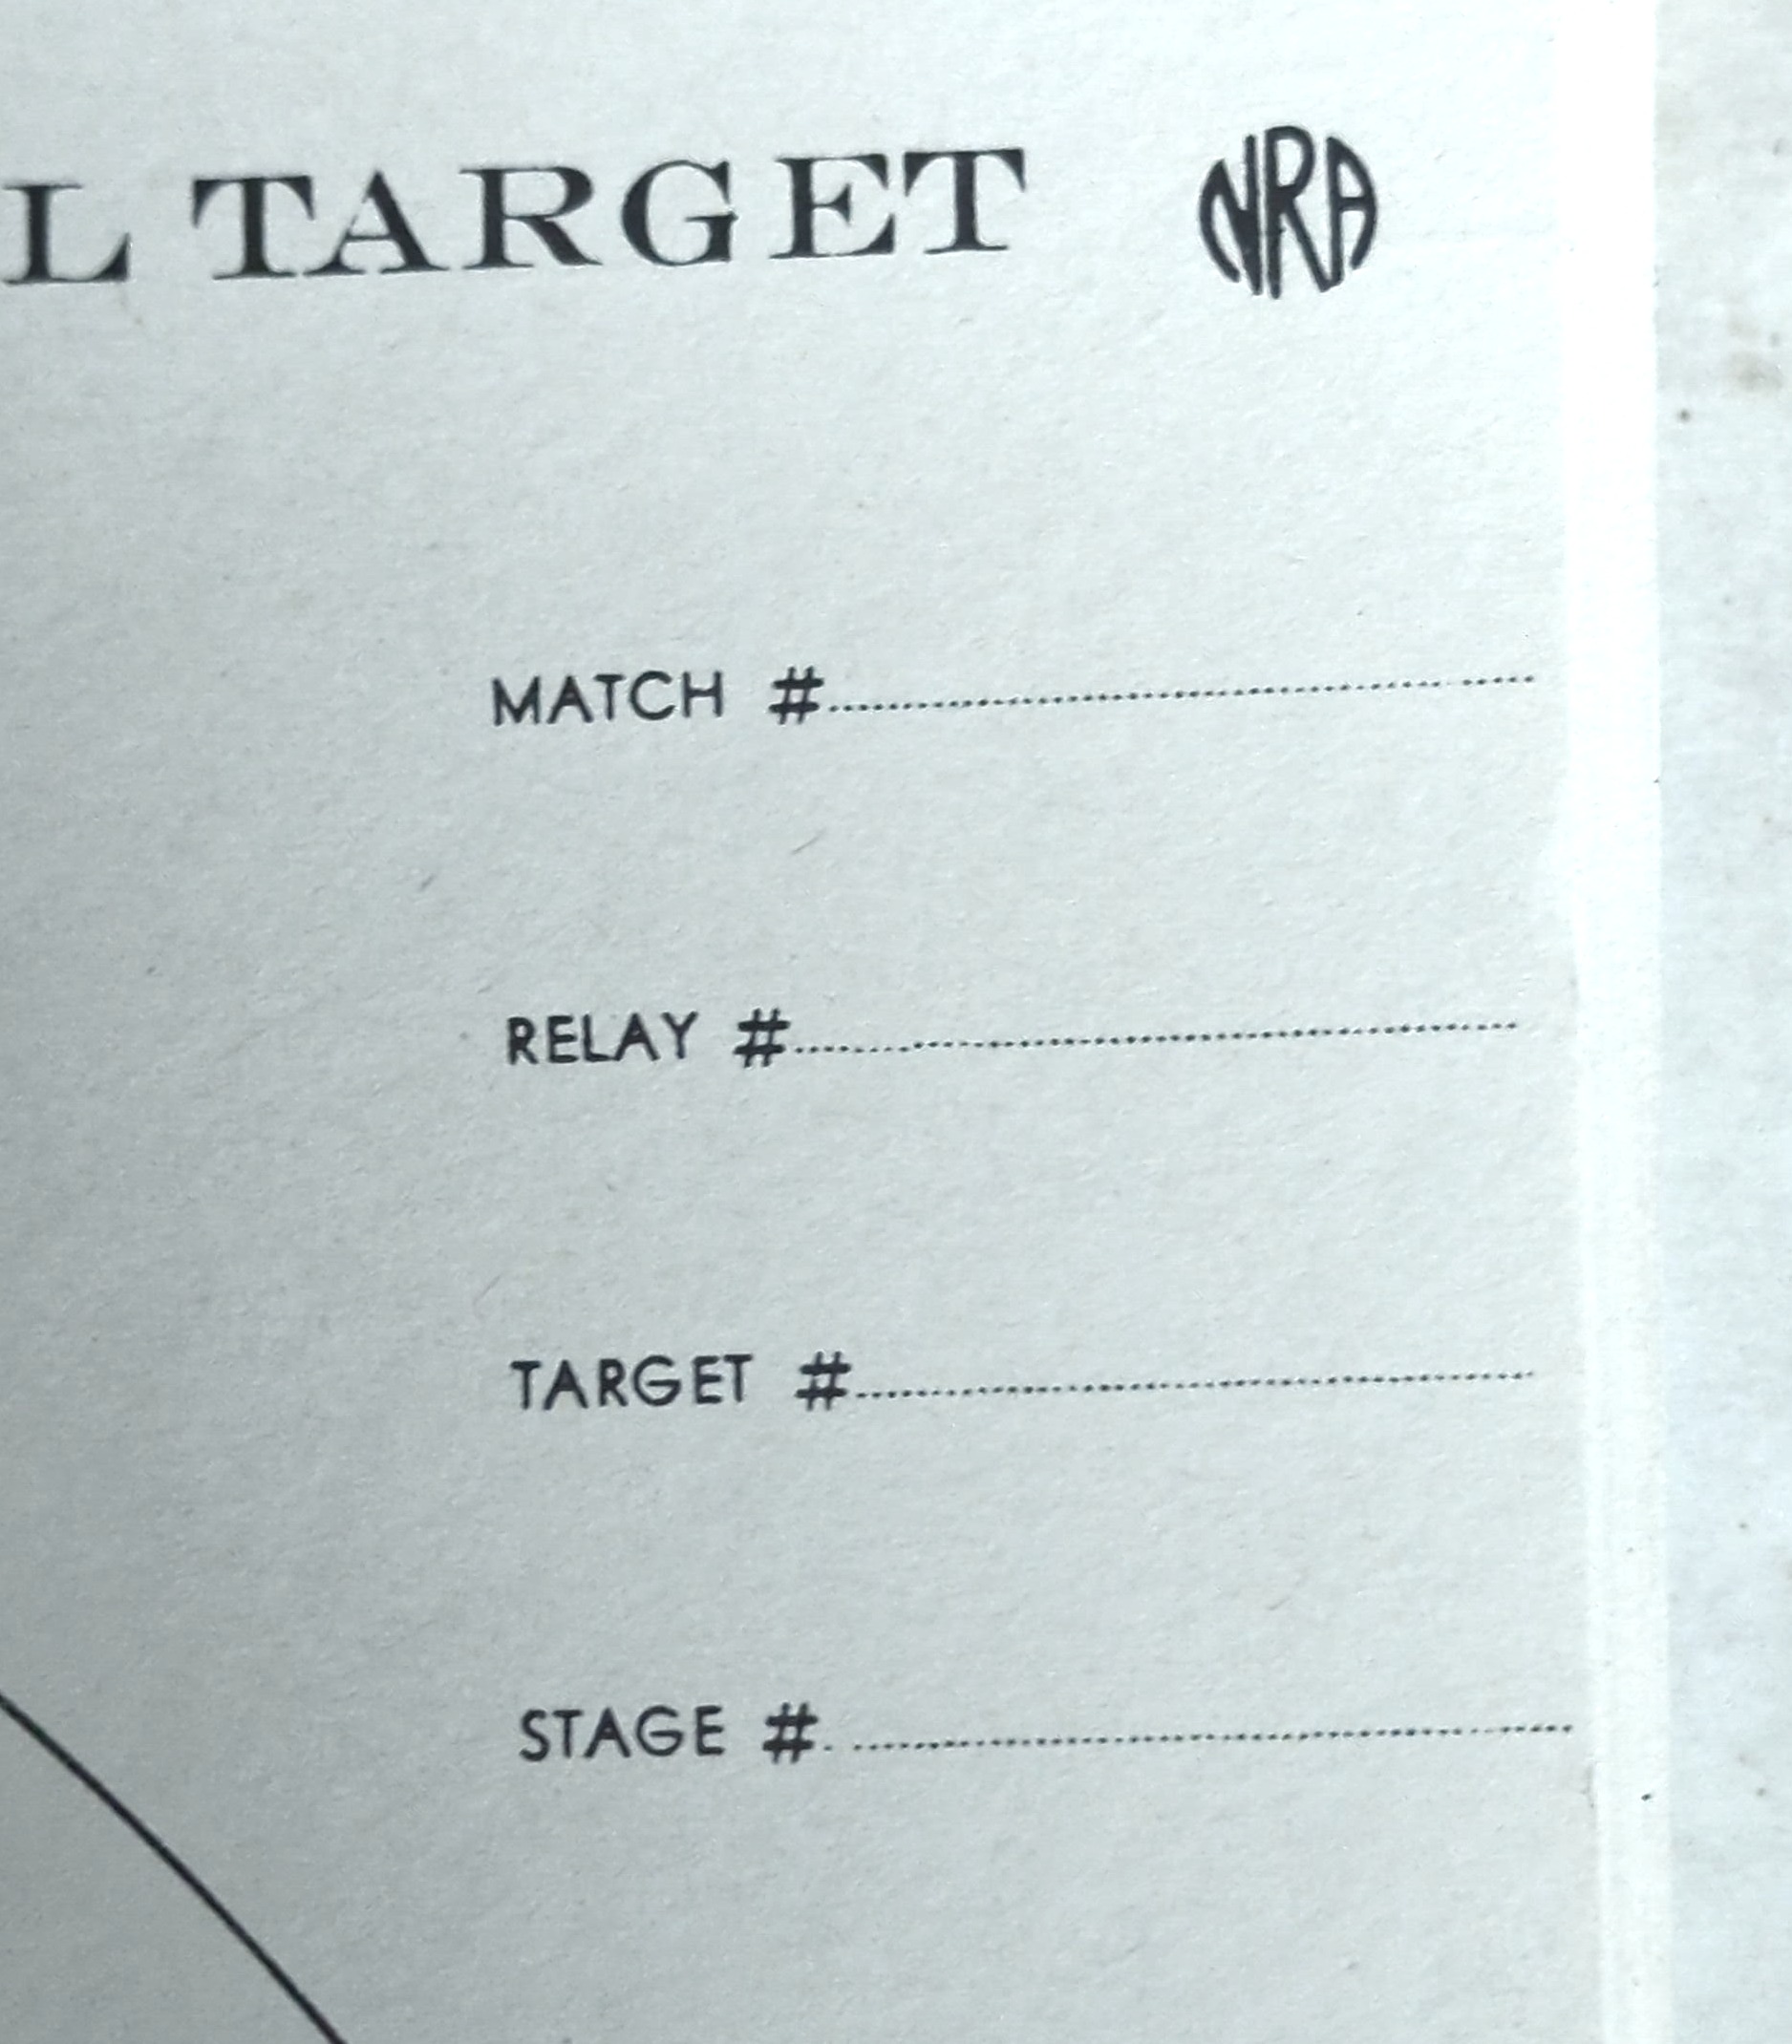 L TARGET NRA
MATCH #
RELAY #
TARGET #
STAGE #